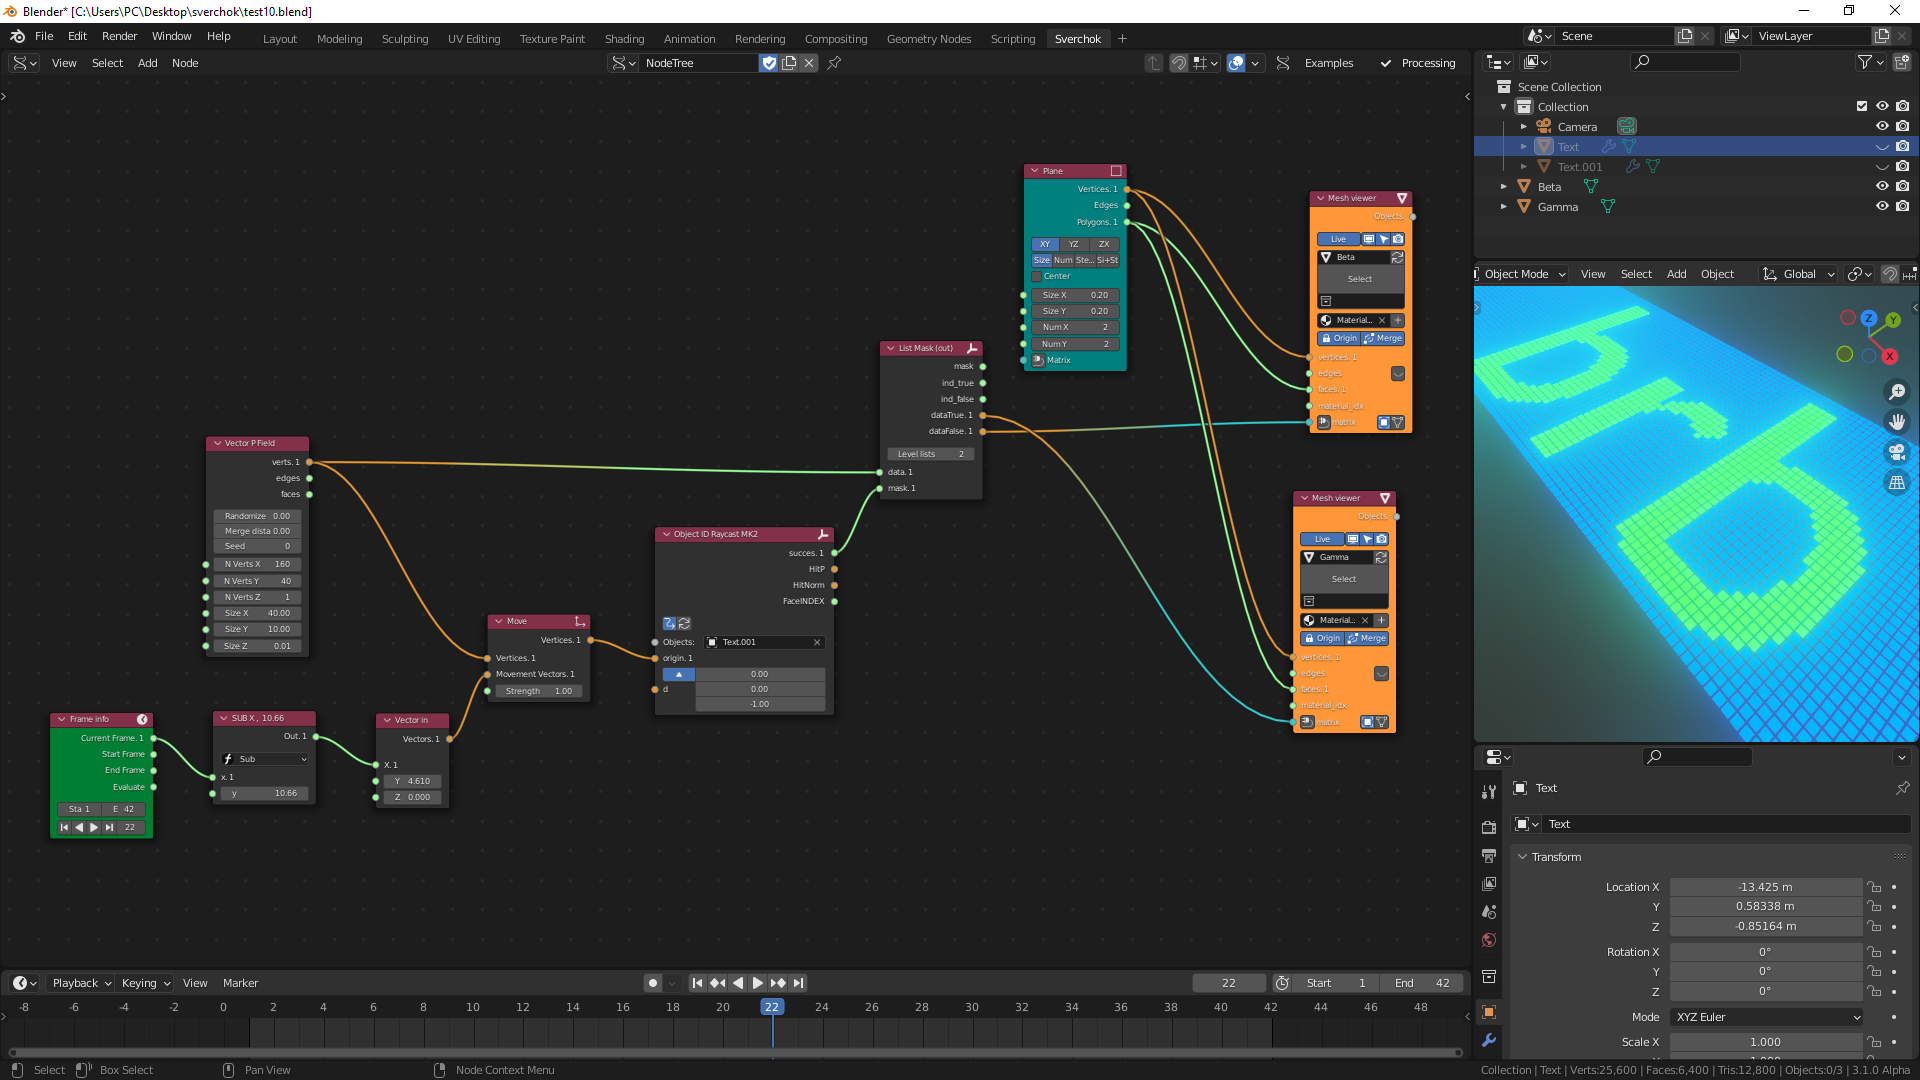 Blender* [C:\Users\PC\Desktop\sverchok\test10.blend]
File Edit Render Window Help
Layout Modeling Sculpting UV Editing Texture Paint Shading Animation Rendering Compositing Geometry Nodes Scripting Sverchok +
Scene
ViewLayer
View Select Add Node
NodeTree
Examples
Processing
Scene Collection
Collection
Camera
Text
Text.001
Beta
Gamma
Object Mode View Select Add Object Global
Z
Y
X
Plane
Vertices. 1
Edges
Polygons. 1
XY YZ ZX
Size Num Ste... Si+St
Center
Size X 0.20
Size Y 0.20
Num X 2
Num Y 2
Matrix
Mesh viewer
Objects
Live
Beta
Select
Material...
Origin Merge
vertices. 1
edges
faces. 1
material_idx
matrix
List Mask (out)
mask
ind_true
ind_false
dataTrue. 1
dataFalse. 1
Level lists 2
data. 1
mask. 1
Vector P Field
verts. 1
edges
faces
Randomize 0.00
Merge dista 0.00
Seed 0
N Verts X 160
N Verts Y 40
N Verts Z 1
Size X 40.00
Size Y 10.00
Size Z 0.01
Mesh viewer
Objects
Live
Gamma
Select
Material...
Origin Merge
vertices. 1
edges
faces. 1
material_idx
matrix
Object ID Raycast MK2
succes. 1
HitP
HitNorm
FaceINDEX
Objects: Text.001
origin. 1
0.00
d 0.00
-1.00
Move
Vertices. 1
Vertices. 1
Movement Vectors. 1
Strength 1.00
Frame info
Current Frame. 1
Start Frame
End Frame
Evaluate
Sta 1 E 42
22
SUB X , 10.66
Out. 1
Sub
x. 1
y 10.66
Vector in
Vectors. 1
X. 1
Y 4.610
Z 0.000
Text
Text
Transform
Location X -13.425 m
Y 0.58338 m
Z -0.85164 m
Rotation X 0°
Y 0°
Z 0°
Mode XYZ Euler
Scale X 1.000
Playback Keying View Marker
22 Start 1 End 42
-8 -6 -4 -2 0 2 4 6 8 10 12 14 16 18 20 22 24 26 28 30 32 34 36 38 40 42 44 46 48
Select Box Select Pan View Node Context Menu
Collection | Text | Verts:25,600 | Faces:6,400 | Tris:12,800 | Objects:0/3 | 3.1.0 Alpha